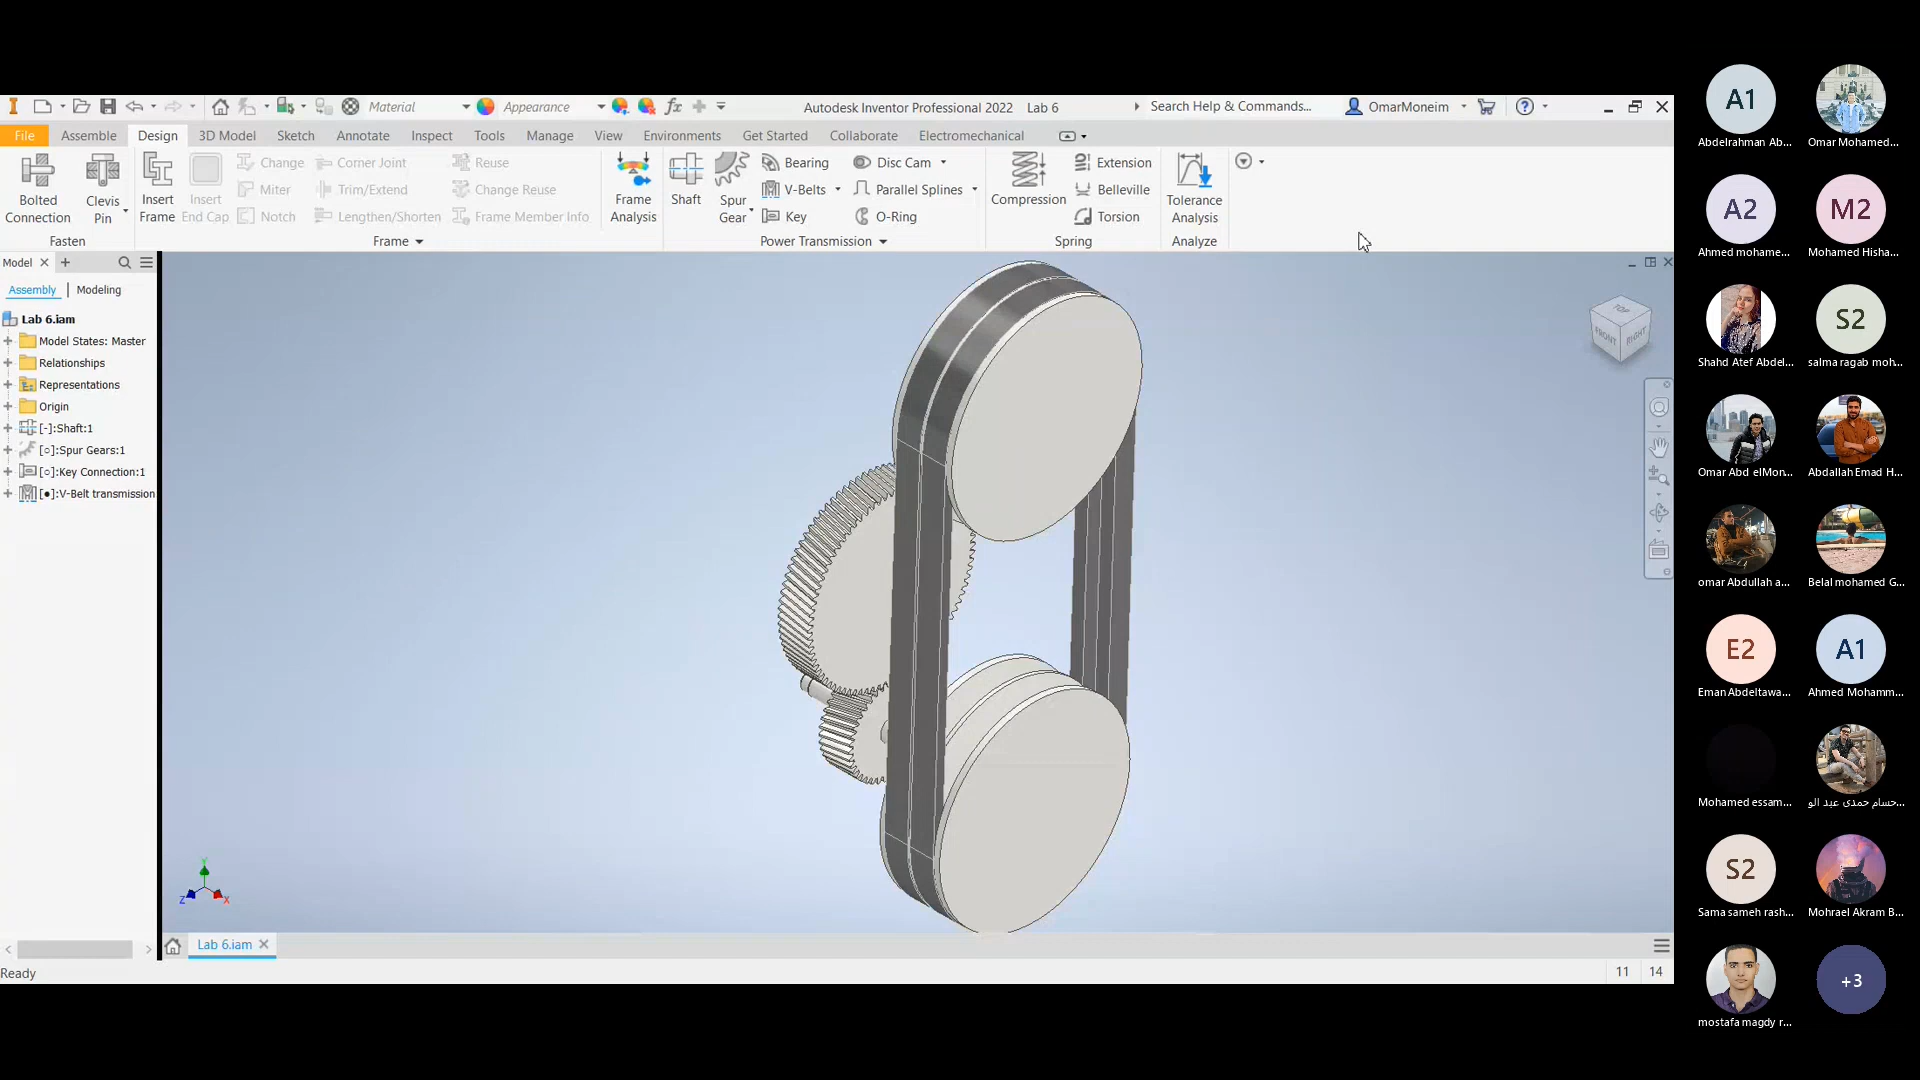 Material
Appearance
Autodesk Inventor Professional 2022 Lab 6
Search Help & Commands...
OmarMoneim
File Assemble Design 3D Model Sketch Annotate Inspect Tools Manage View Environments Get Started Collaborate Electromechanical
Bolted Connection
Clevis Pin
Fasten
Insert Frame
Insert End Cap
Change
Miter
Notch
Corner Joint
Trim/Extend
Lengthen/Shorten
Reuse
Change Reuse
Frame Member Info
Frame
Frame Analysis
Shaft
Spur Gear
Bearing
V-Belts
Key
Disc Cam
Parallel Splines
O-Ring
Power Transmission
Compression
Extension
Belleville
Torsion
Spring
Tolerance Analysis
Analyze
Model
Assembly | Modeling
Lab 6.iam
Model States: Master
Relationships
Representations
Origin
[-]:Shaft:1
[○]:Spur Gears:1
[○]:Key Connection:1
[●]:V-Belt transmission
FRONT
RIGHT
Y
Z
X
Lab 6.iam
Ready
11 14
A1
Abdelrahman Ab...
Omar Mohamed...
A2
Ahmed mohame...
M2
Mohamed Hisha...
Shahd Atef Abdel...
S2
salma ragab moh...
Omar Abd elMon...
Abdallah Emad H...
omar Abdullah a...
Belal mohamed G...
E2
Eman Abdeltawa...
A1
Ahmed Mohamm...
Mohamed essam...
حسام حمدى عبد الو...
S2
Sama sameh rash...
Mohrael Akram B...
mostafa magdy r...
+3